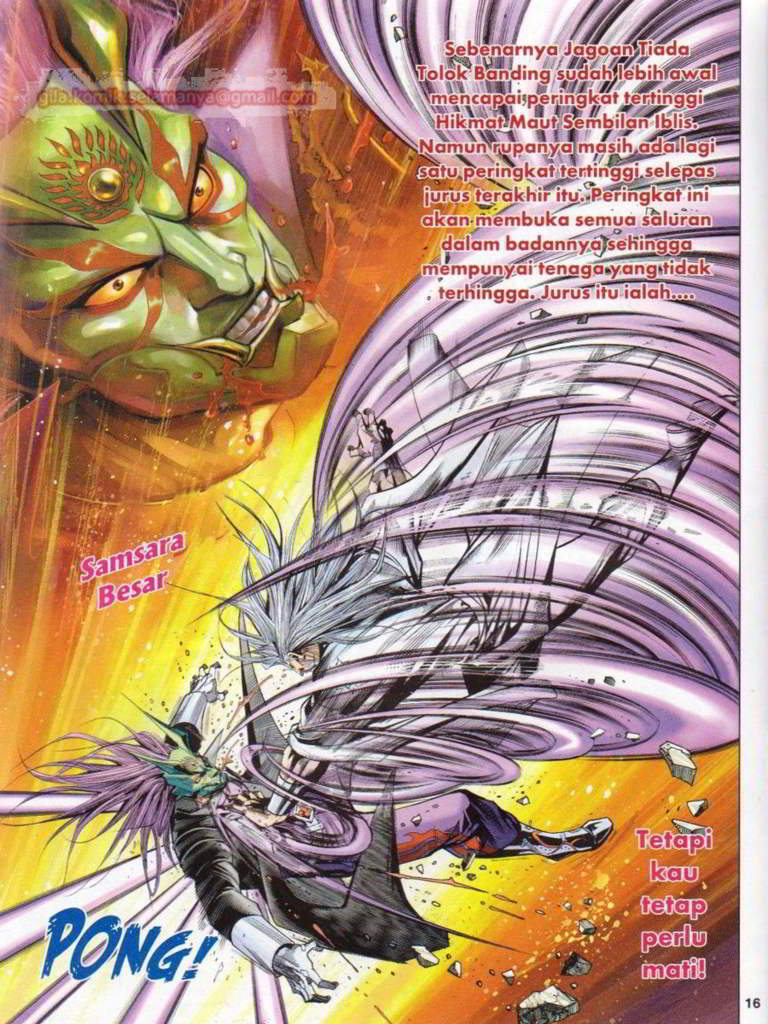 gila.komik.selamanya@gmail.com
Sebenarnya Jagoan Tiada
Tolok Banding sudah lebih awal
mencapai peringkat tertinggi
Hikmat Maut Sembilan Iblis.
Namun rupanya masih ada lagi
satu peringkat tertinggi selepas
jurus terakhir itu. Peringkat ini
akan membuka semua saluran
dalam badannya sehingga
mempunyai tenaga yang tidak
terhingga. Jurus itu ialah....
Samsara
Besar
Tetapi
kau
tetap
perlu
mati!
PONG!
16